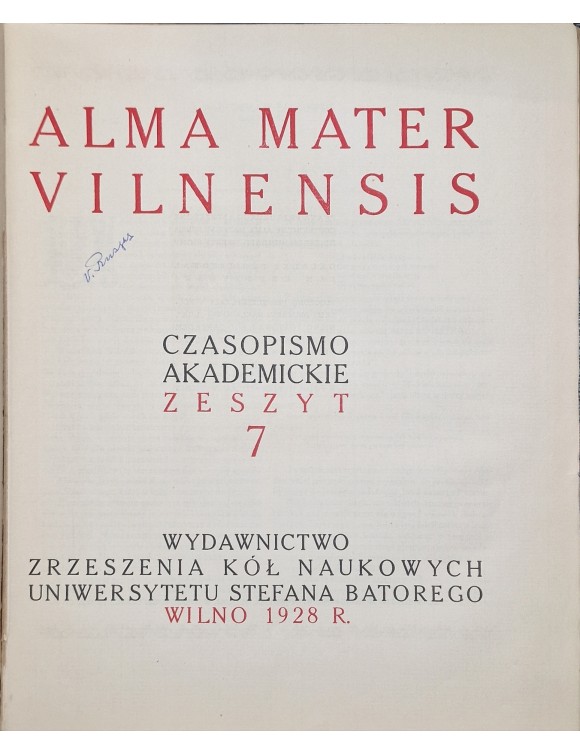 ALMA MATER
VILNENSIS
CZASOPISMO
AKADEMICKIE
ZESZYT
7
WYDAWNICTWO
ZRZESZENIA KÓŁ NAUKOWYCH
UNIWERSYTETU STEFANA BATOREGO
WILNO 1928 R.